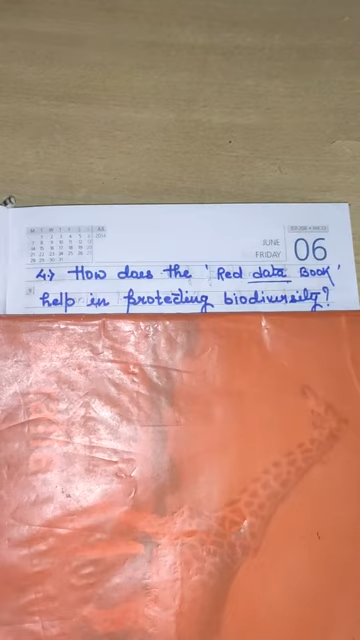 JUNE
FRIDAY
06
4.) How does the 'Red data Book'
help in protecting biodiversity?